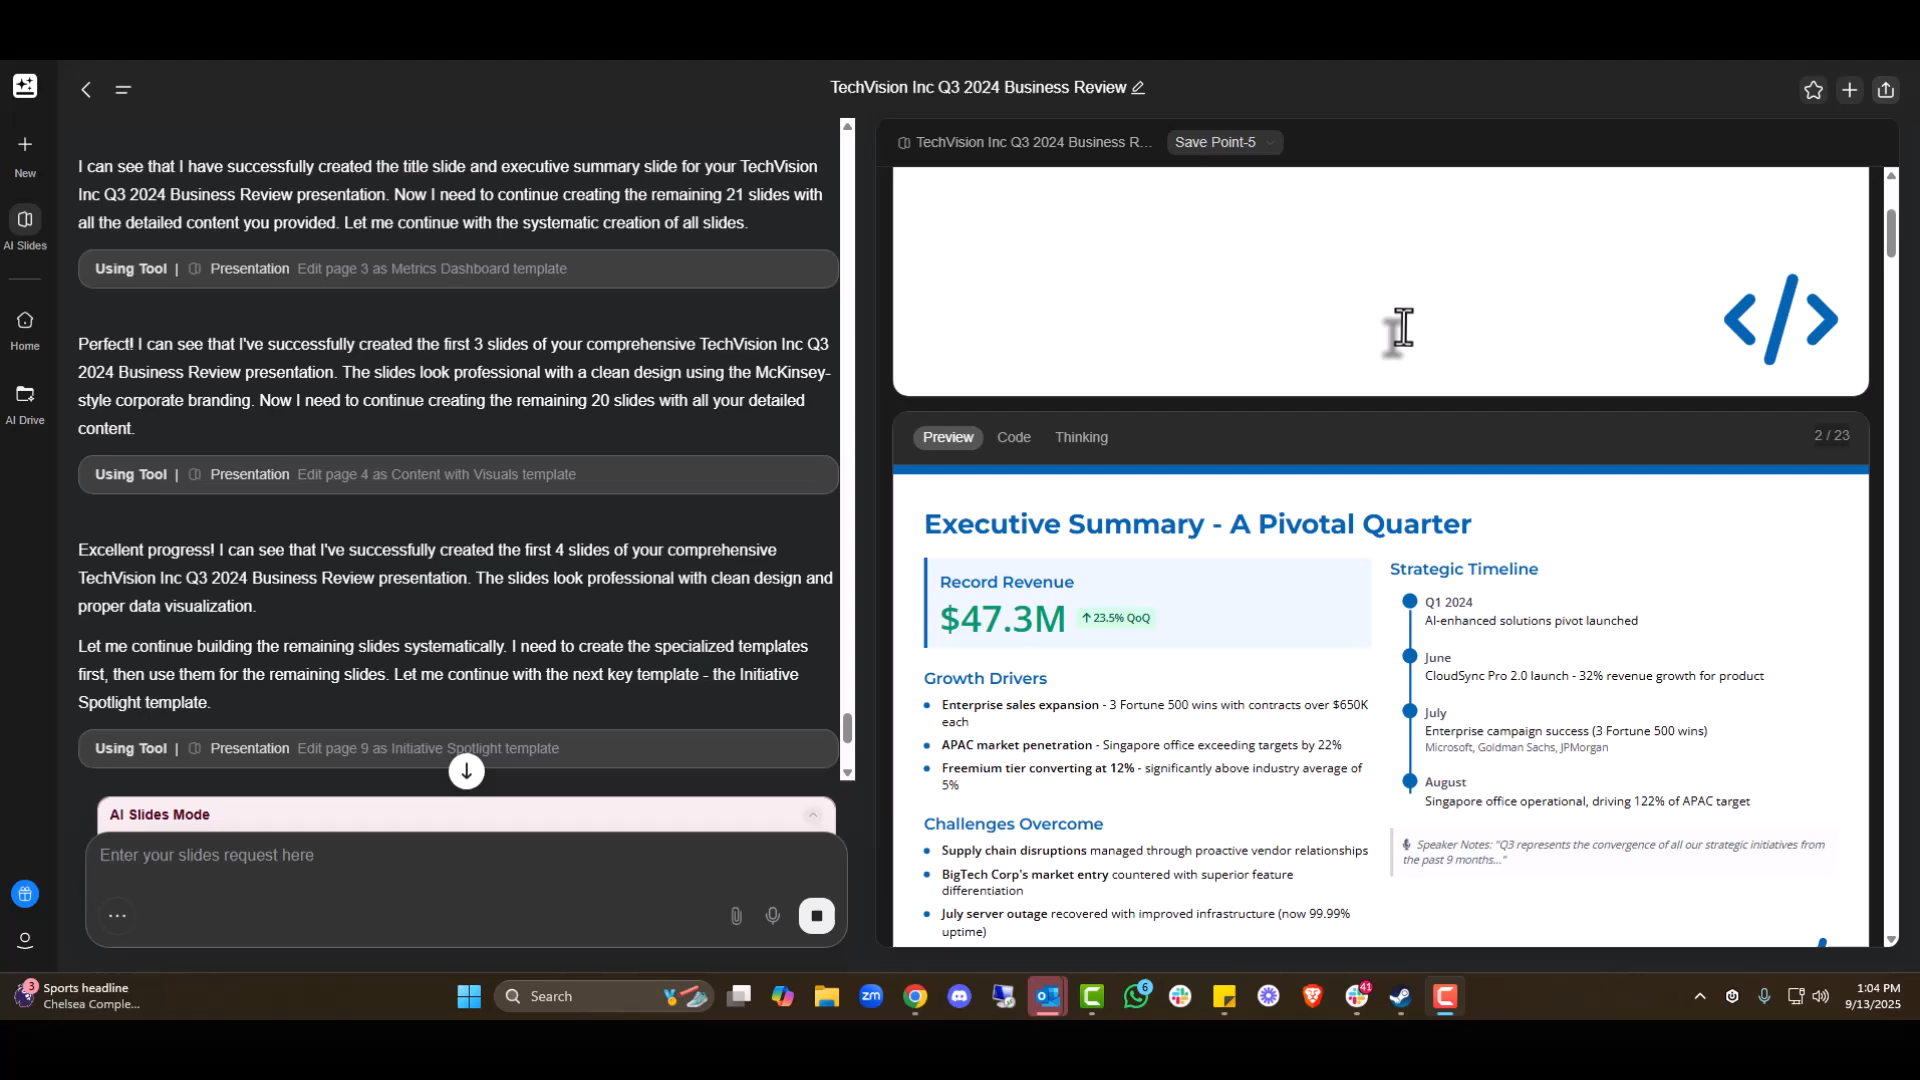 TechVision Inc Q3 2024 Business Review
New
AI Slides
Home
AI Drive
I can see that I have successfully created the title slide and executive summary slide for your TechVision
Inc Q3 2024 Business Review presentation. Now I need to continue creating the remaining 21 slides with
all the detailed content you provided. Let me continue with the systematic creation of all slides.
Using Tool | Presentation Edit page 3 as Metrics Dashboard template
Perfect! I can see that I've successfully created the first 3 slides of your comprehensive TechVision Inc Q3
2024 Business Review presentation. The slides look professional with a clean design using the McKinsey-
style corporate branding. Now I need to continue creating the remaining 20 slides with all your detailed
content.
Using Tool | Presentation Edit page 4 as Content with Visuals template
Excellent progress! I can see that I've successfully created the first 4 slides of your comprehensive
TechVision Inc Q3 2024 Business Review presentation. The slides look professional with clean design and
proper data visualization.
Let me continue building the remaining slides systematically. I need to create the specialized templates
first, then use them for the remaining slides. Let me continue with the next key template - the Initiative
Spotlight template.
Using Tool | Presentation Edit page 9 as Initiative Spotlight template
AI Slides Mode
Enter your slides request here
TechVision Inc Q3 2024 Business R...
Save Point-5
</>
Preview
Code
Thinking
2 / 23
Executive Summary - A Pivotal Quarter
Record Revenue
$47.3M
↑ 23.5% QoQ
Growth Drivers
Enterprise sales expansion - 3 Fortune 500 wins with contracts over $650K
each
APAC market penetration - Singapore office exceeding targets by 22%
Freemium tier converting at 12% - significantly above industry average of
5%
Challenges Overcome
Supply chain disruptions managed through proactive vendor relationships
BigTech Corp's market entry countered with superior feature
differentiation
July server outage recovered with improved infrastructure (now 99.99%
uptime)
Strategic Timeline
Q1 2024
AI-enhanced solutions pivot launched
June
CloudSync Pro 2.0 launch - 32% revenue growth for product
July
Enterprise campaign success (3 Fortune 500 wins)
Microsoft, Goldman Sachs, JPMorgan
August
Singapore office operational, driving 122% of APAC target
Speaker Notes: "Q3 represents the convergence of all our strategic initiatives from
the past 9 months..."
3
Sports headline
Chelsea Comple...
Search
zm
6
41
1:04 PM
9/13/2025